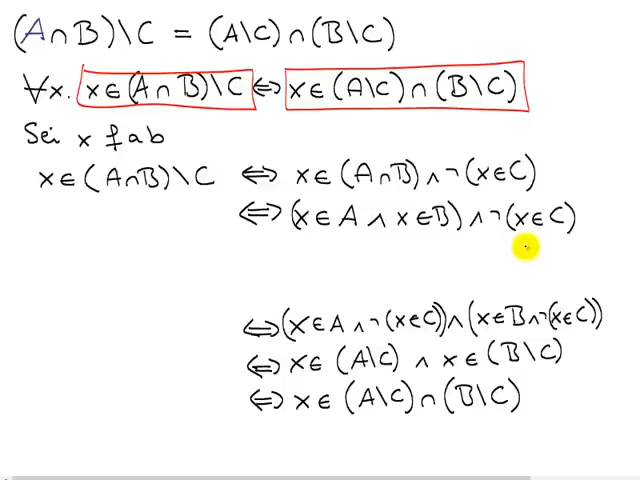 (A∩B)\C = (A\C)∩(B\C)
∀x. x∈(A∩B)\C ⇔ x∈(A\C)∩(B\C)
Sei x fab
x∈(A∩B)\C ⇔ x∈(A∩B)∧¬(x∈C)
⇔ (x∈A ∧ x∈B)∧¬(x∈C)
⇔ (x∈A∧¬(x∈C))∧(x∈B∧¬(x∈C))
⇔ x∈(A\C) ∧ x∈(B\C)
⇔ x∈(A\C)∩(B\C)